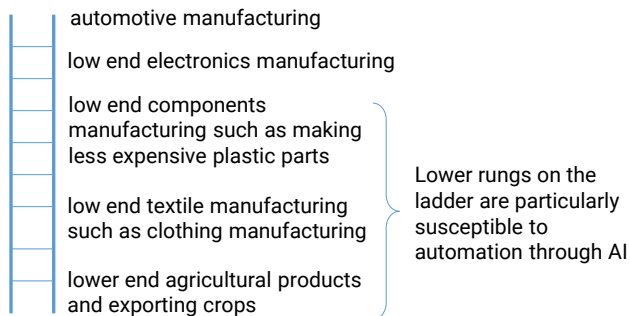 automotive manufacturing
low end electronics manufacturing
low end components
manufacturing such as making
less expensive plastic parts
low end textile manufacturing
such as clothing manufacturing
lower end agricultural products
and exporting crops
Lower rungs on the
ladder are particularly
susceptible to
automation through AI